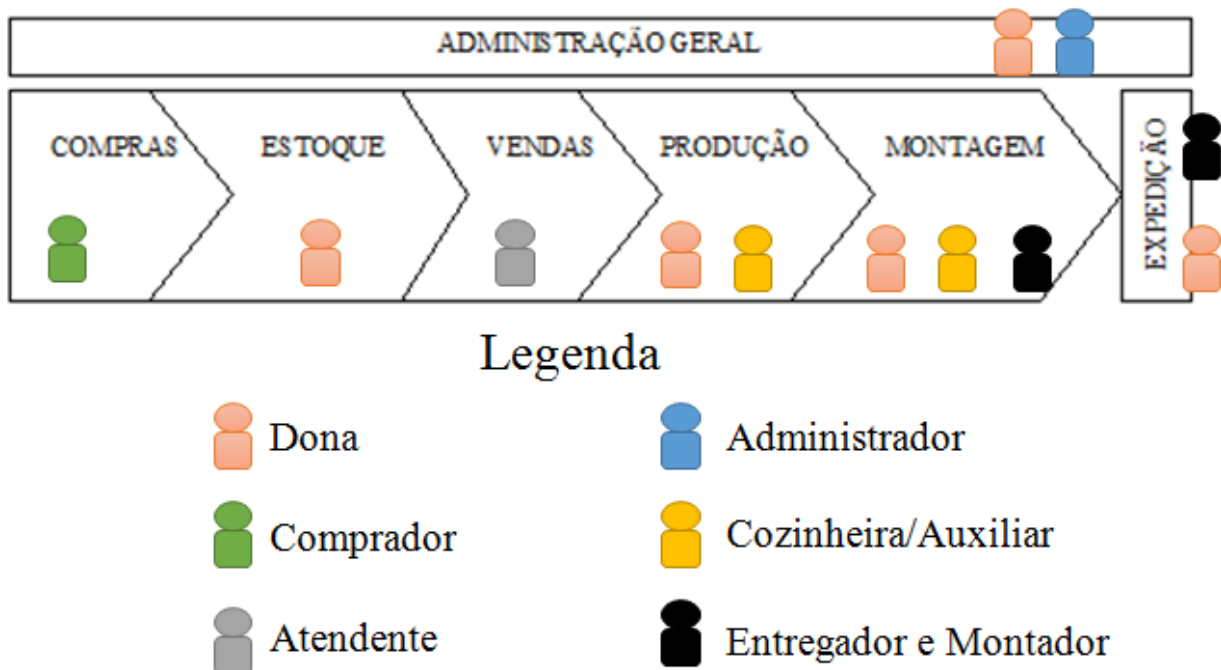 ADMINISTRAÇÃO GERAL
COMPRAS
ESTOQUE
VENDAS
PRODUÇÃO
MONTAGEM
EXPEDIÇÃO
Legenda
Dona
Administrador
Comprador
Cozinheira/Auxiliar
Atendente
Entregador e Montador